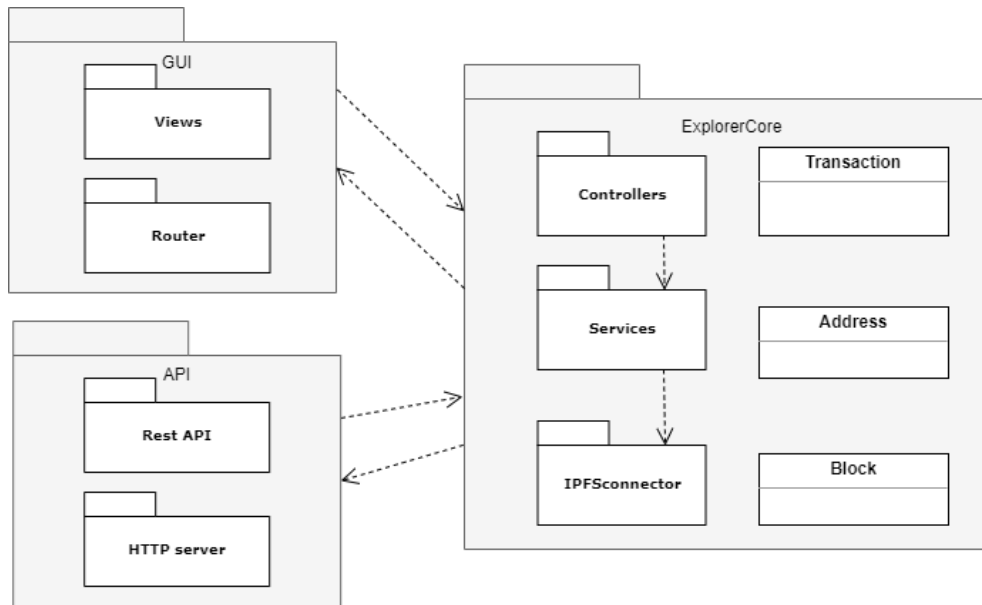 GUI
Views
Router
API
Rest API
HTTP server
ExplorerCore
Controllers
Services
IPFSconnector
Transaction
Address
Block